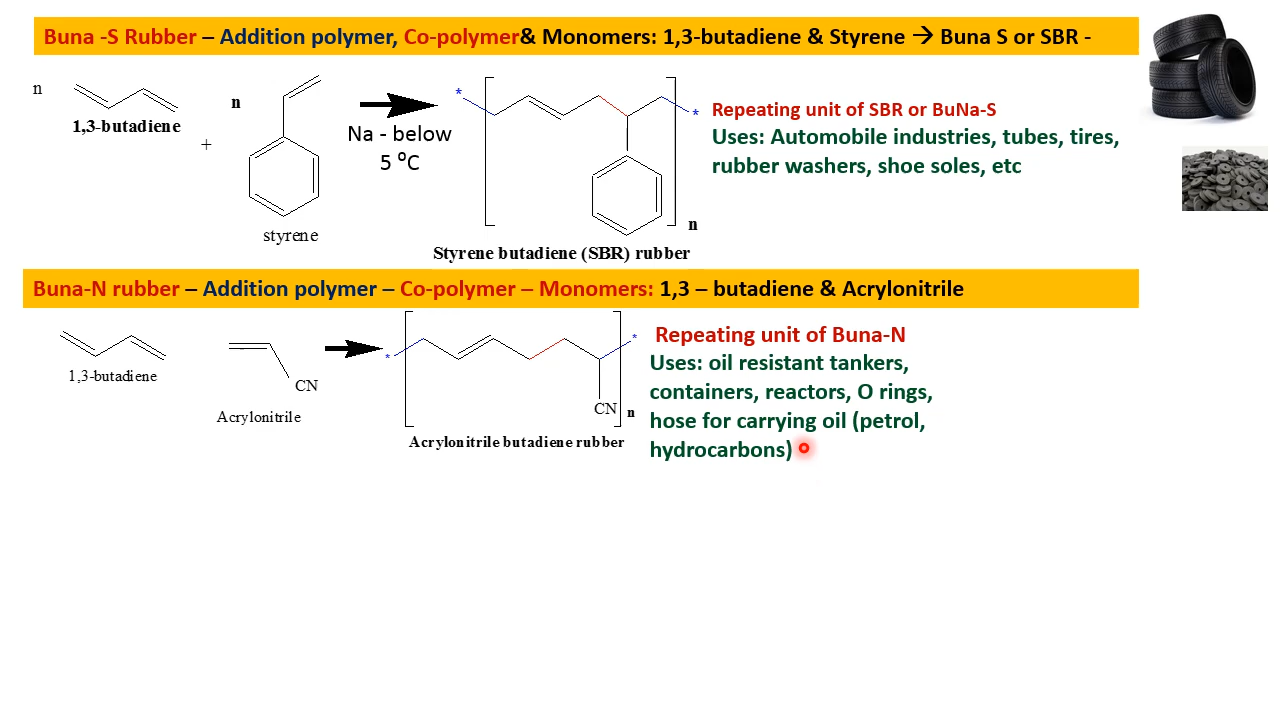 Buna -S Rubber – Addition polymer, Co-polymer& Monomers: 1,3-butadiene & Styrene → Buna S or SBR -
n
1,3-butadiene
+
n
styrene
Na - below
5 ⁰C
*
*
n
Styrene butadiene (SBR) rubber
Repeating unit of SBR or BuNa-S
Uses: Automobile industries, tubes, tires,
rubber washers, shoe soles, etc
Buna-N rubber – Addition polymer – Co-polymer – Monomers: 1,3 – butadiene & Acrylonitrile
1,3-butadiene
CN
Acrylonitrile
*
*
CN
n
Acrylonitrile butadiene rubber
Repeating unit of Buna-N
Uses: oil resistant tankers,
containers, reactors, O rings,
hose for carrying oil (petrol,
hydrocarbons)